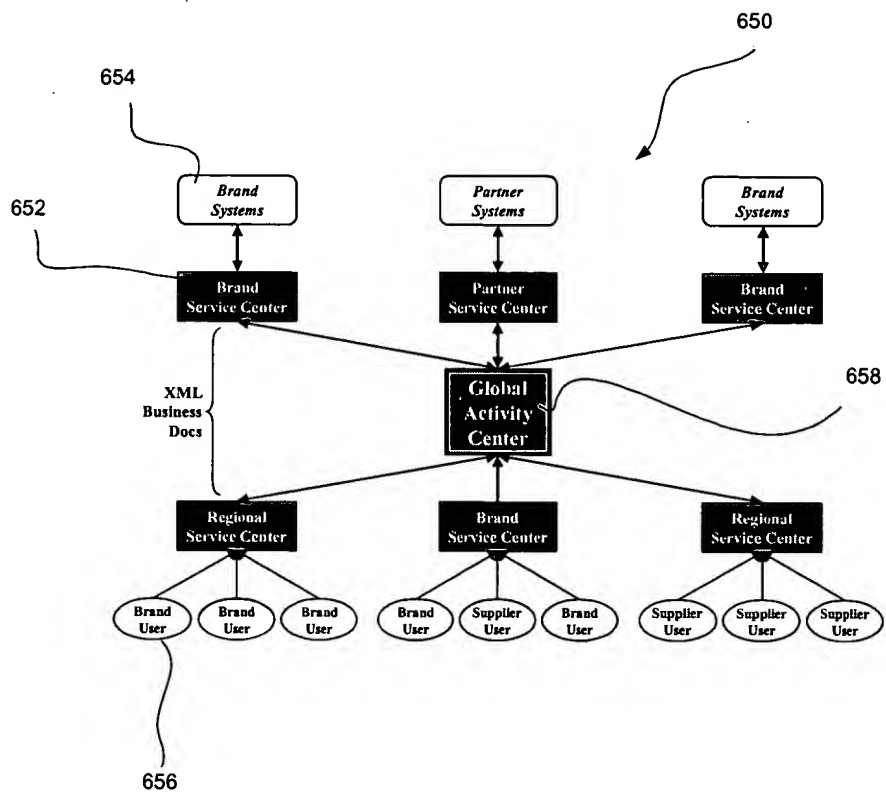 650
654
Brand
Systems
Partner
Systems
Brand
Systems
652
Brand
Service Center
Partner
Service Center
Brand
Service Center
XML
Business
Docs
Global
Activity
Center
658
Regional
Service Center
Brand
Service Center
Regional
Service Center
Brand
User
Brand
User
Brand
User
Brand
User
Supplier
User
Brand
User
Supplier
User
Supplier
User
Supplier
User
656